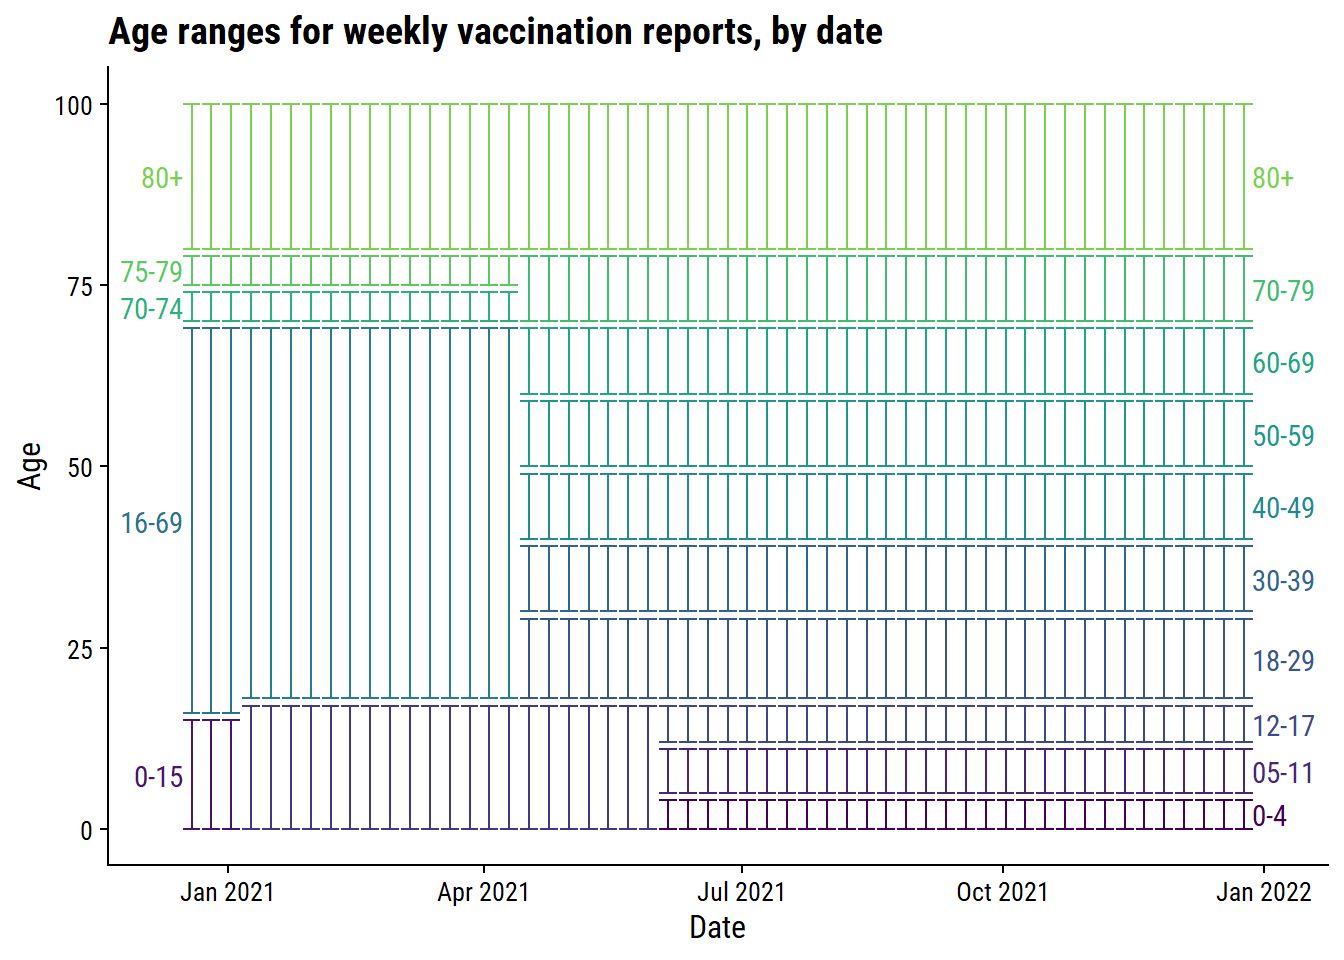 Age ranges for weekly vaccination reports, by date
100
80+
80+
75-79
75
70-79
70-74
60-69
50-59
Age
50
40-49
16-69
30-39
25
18-29
12-17
0-15
05-11
0-4
0
Jan 2021
Apr 2021
Jul 2021
Oct 2021
Jan 2022
Date